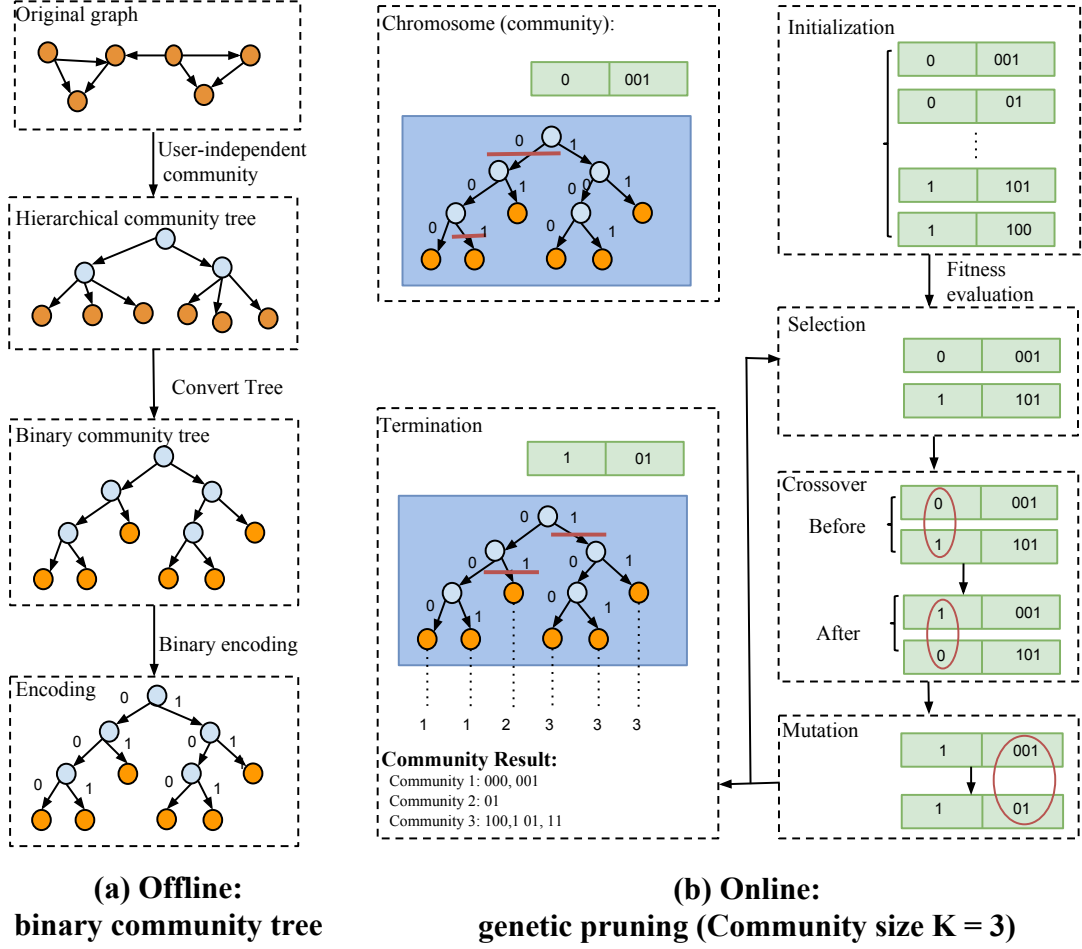 Original graph
User-independent
community
Hierarchical community tree
Convert Tree
Binary community tree
Binary encoding
Encoding
0
1
0
1
0
1
0
1
0
1
(a) Offline:
binary community tree
Chromosome (community):
0 001
0
1
0
1
0
1
0
1
0
1
Termination
1 01
0
1
0
1
0
1
0
1
0
1
1 1 2 3 3 3
Community Result:
Community 1: 000, 001
Community 2: 01
Community 3: 100,1 01, 11
Initialization
0 001
0 01
1 101
1 100
Fitness
evaluation
Selection
0 001
1 101
Crossover
Before
0 001
1 101
After
1 001
0 101
Mutation
1 001
1 01
(b) Online:
genetic pruning (Community size K = 3)